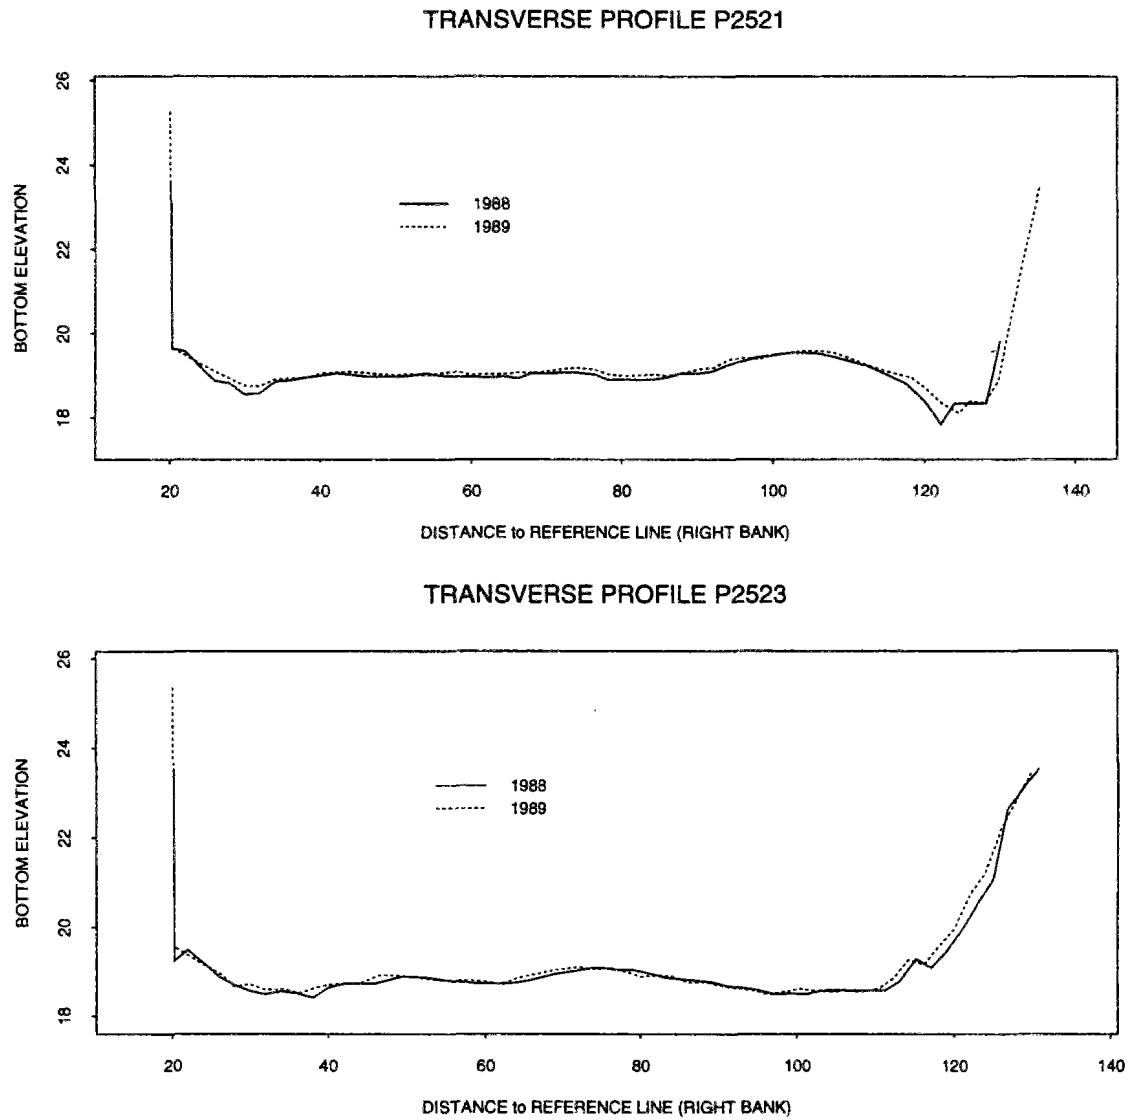 TRANSVERSE PROFILE P2521
26
24
22
20
18
BOTTOM ELEVATION
1988
1989
20 40 60 80 100 120 140
DISTANCE to REFERENCE LINE (RIGHT BANK)
TRANSVERSE PROFILE P2523
26
24
22
20
18
BOTTOM ELEVATION
1988
1989
20 40 60 80 100 120 140
DISTANCE to REFERENCE LINE (RIGHT BANK)